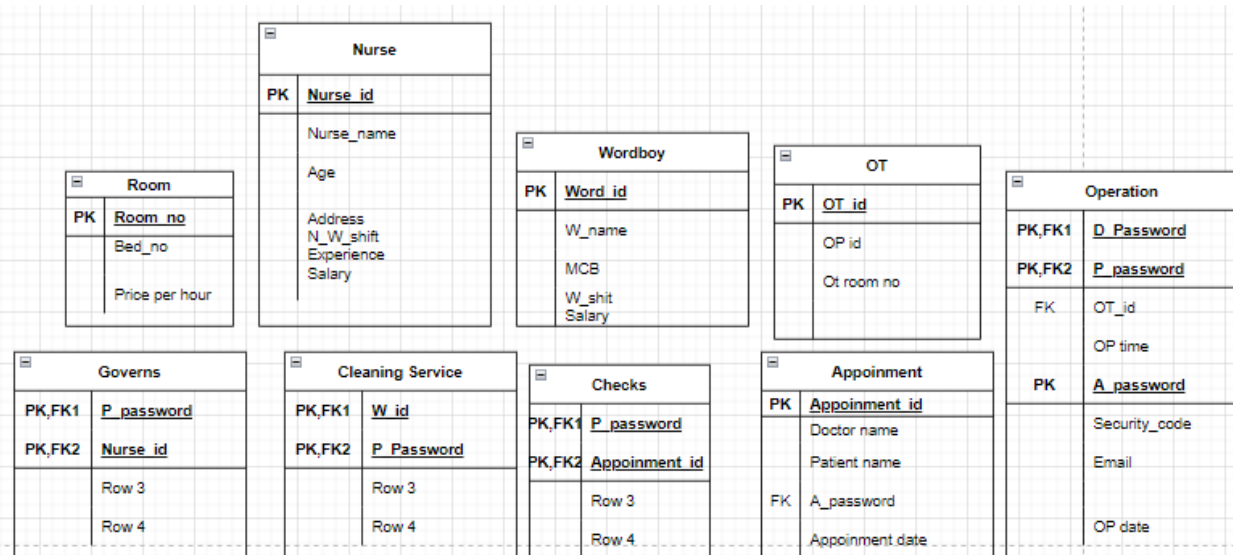 Nurse
PK Nurse_id
Nurse_name
Age
Address
N_W_shift
Experience
Salary
Room
PK Room_no
Bed_no
Price per hour
Wordboy
PK Word_id
W_name
MCB
W_shit
Salary
OT
PK OT_id
OP id
Ot room no
Operation
PK,FK1 D_Password
PK,FK2 P_password
FK OT_id
OP time
PK A_password
Security_code
Email
OP date
Governs
PK,FK1 P_password
PK,FK2 Nurse_id
Row 3
Row 4
Cleaning Service
PK,FK1 W_id
PK,FK2 P_Password
Row 3
Row 4
Checks
PK,FK1 P_password
PK,FK2 Appoinment_id
Row 3
Row 4
Appoinment
PK Appoinment_id
Doctor name
Patient name
FK A_password
Appoinment date